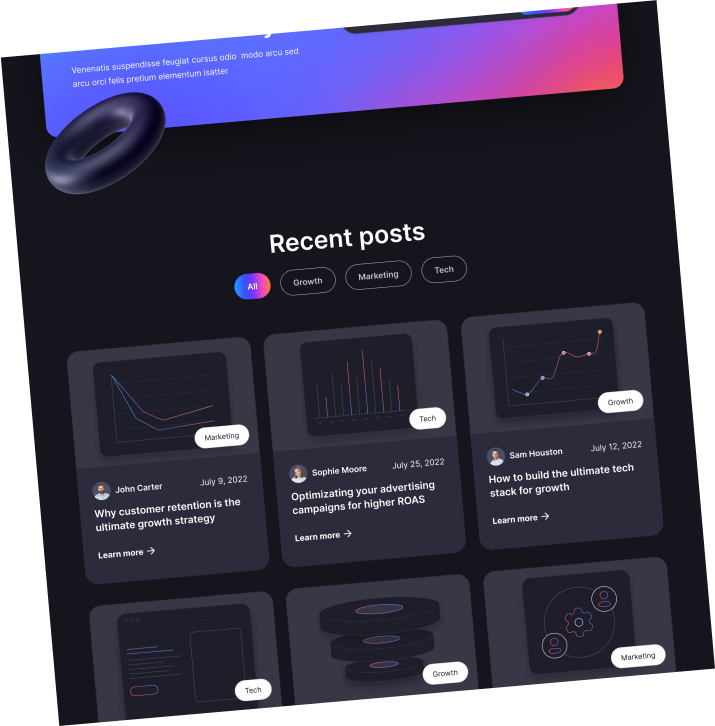 Venenatis suspendisse feugiat cursus odio modo arcu sed
arcu orci felis pretium elementum isatter
Recent posts
All
Growth
Marketing
Tech
Marketing
John Carter
July 9, 2022
Why customer retention is the
ultimate growth strategy
Learn more →
Tech
Sophie Moore
July 25, 2022
Optimizating your advertising
campaigns for higher ROAS
Learn more →
Growth
Sam Houston
July 12, 2022
How to build the ultimate tech
stack for growth
Learn more →
Tech
Growth
Marketing